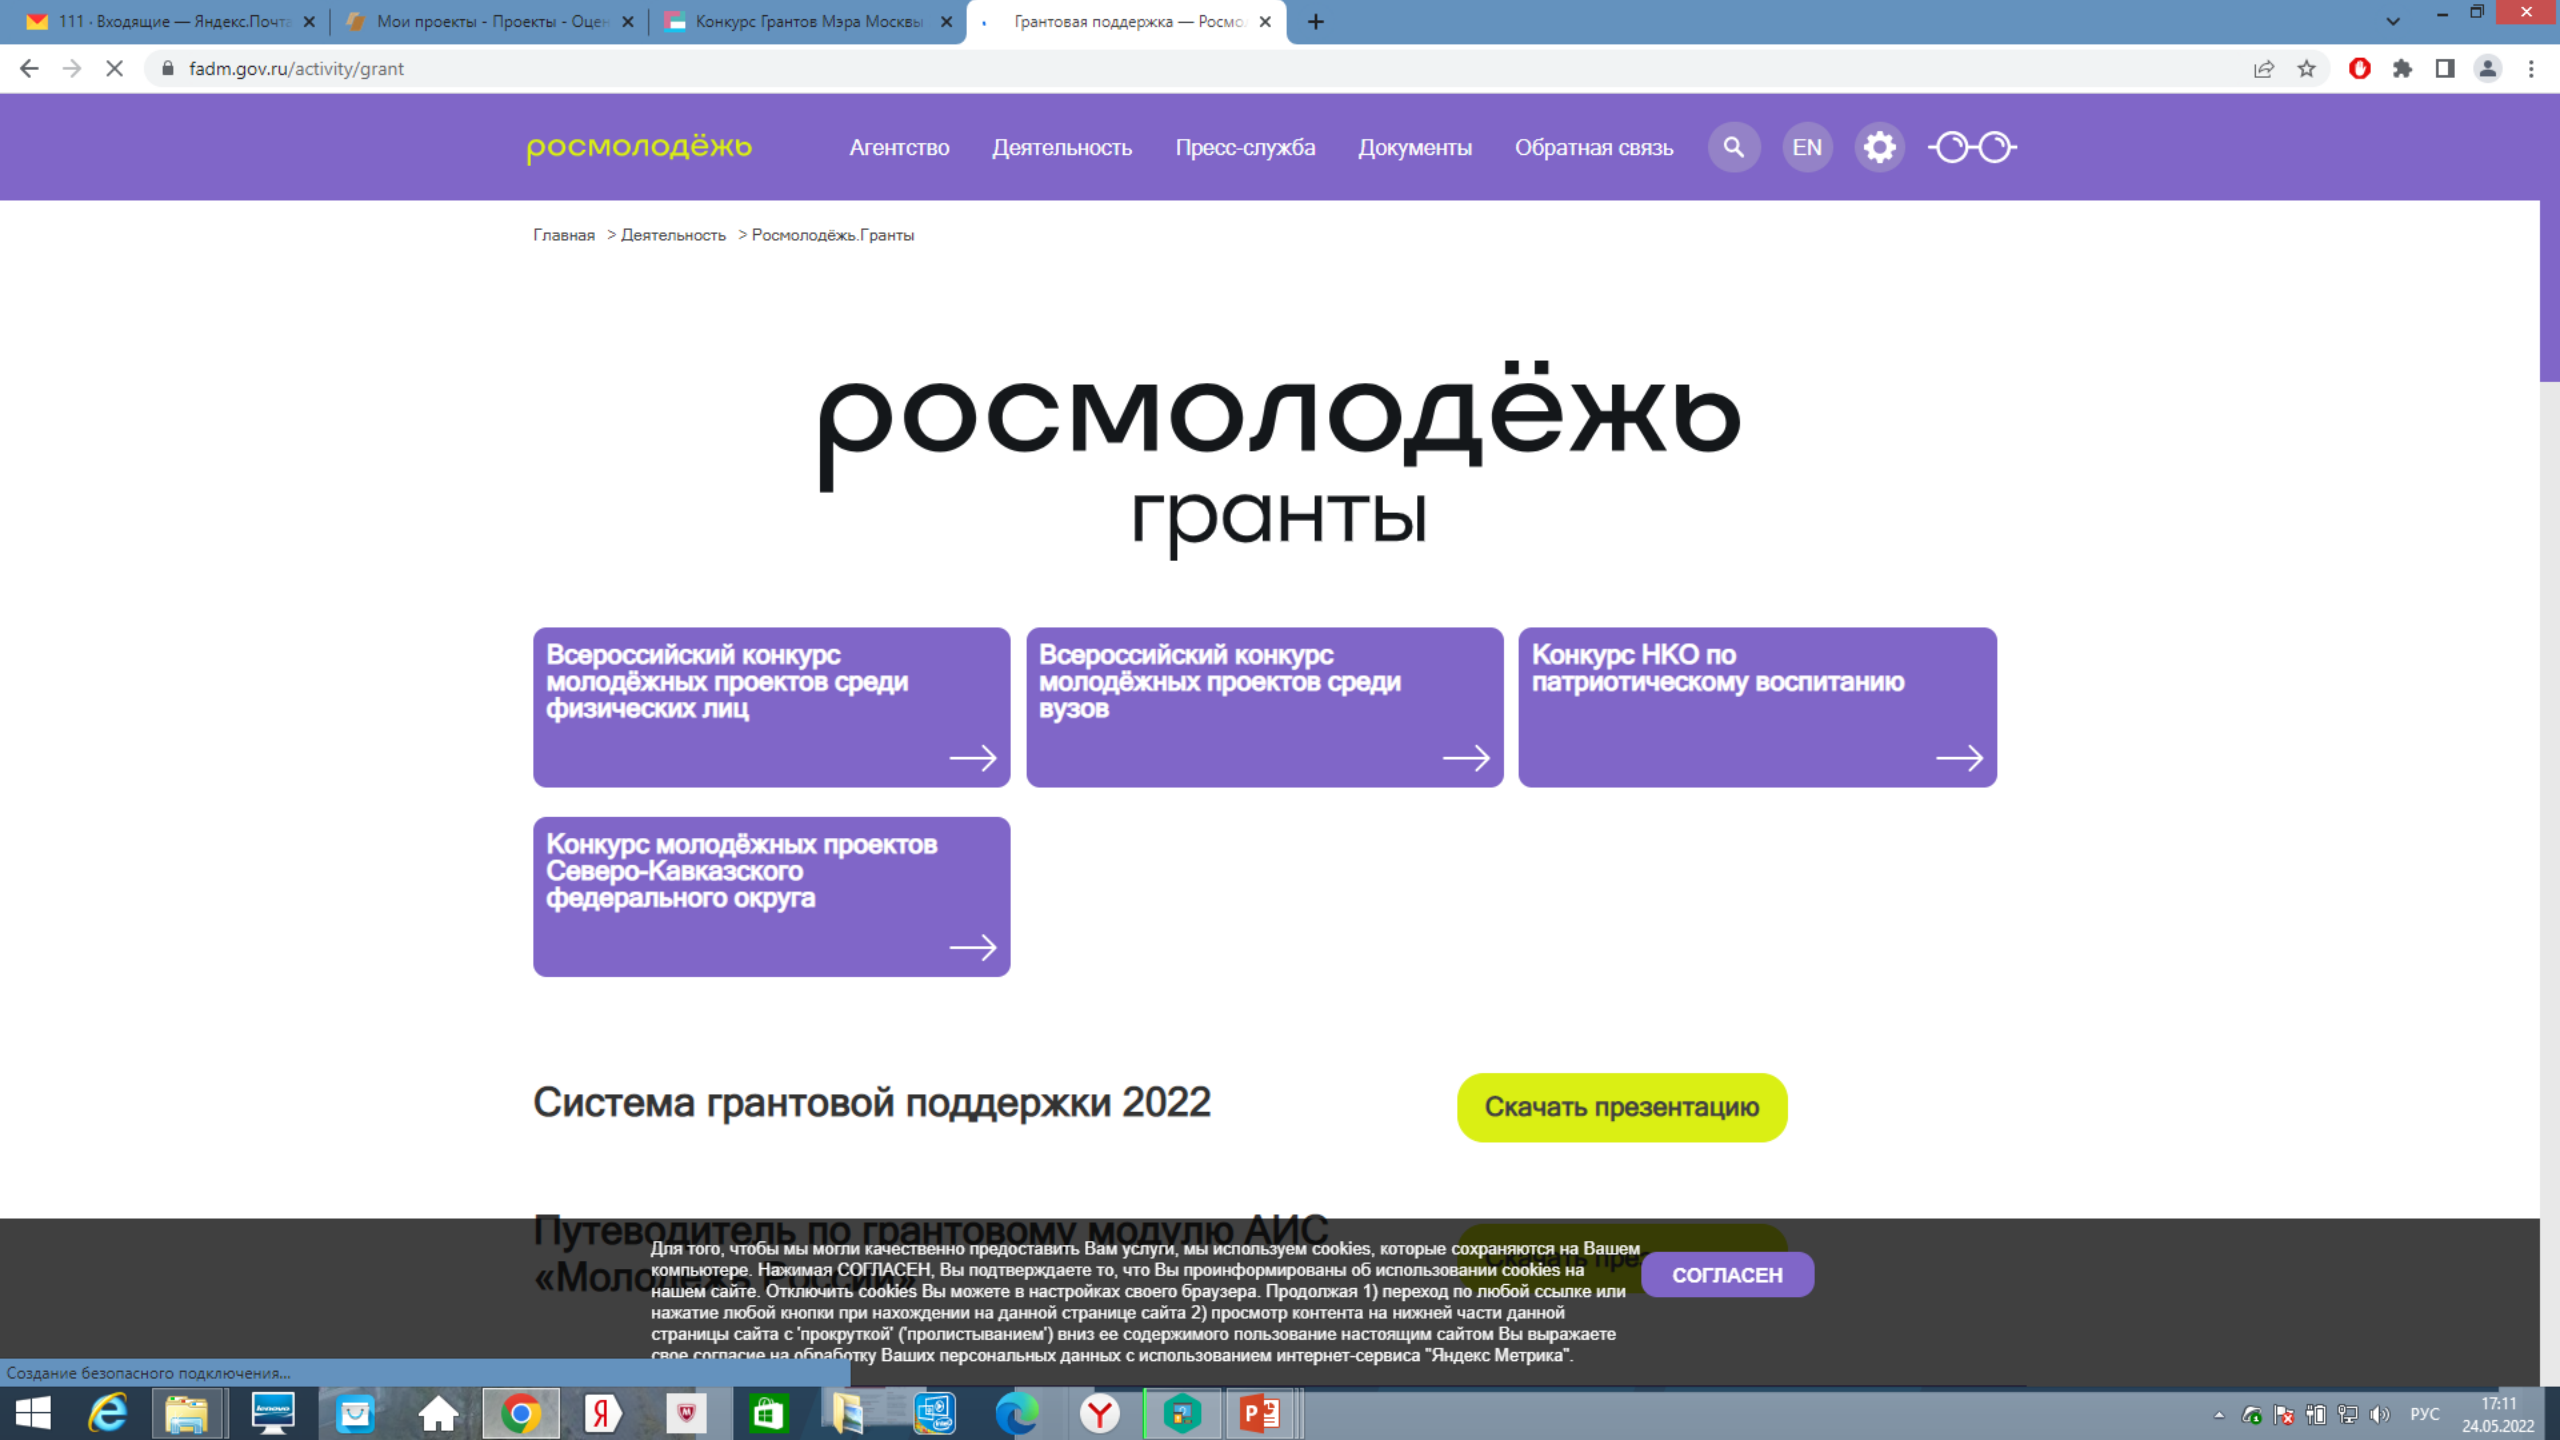 111 · Входящие — Яндекс.Почта
Мои проекты - Проекты - Оцен
Конкурс Грантов Мэра Москвы
Грантовая поддержка — Росмо
fadm.gov.ru/activity/grant
росмолодёжь
Агентство
Деятельность
Пресс-служба
Документы
Обратная связь
EN
Главная > Деятельность > Росмолодёжь.Гранты
росмолодёжь
гранты
Всероссийский конкурс
молодёжных проектов среди
физических лиц
Всероссийский конкурс
молодёжных проектов среди
вузов
Конкурс НКО по
патриотическому воспитанию
Конкурс молодёжных проектов
Северо-Кавказского
федерального округа
Система грантовой поддержки 2022
Скачать презентацию
Путеводитель по грантовому модулю АИС
«Молодежь России»
Для того, чтобы мы могли качественно предоставить Вам услуги, мы используем cookies, которые сохраняются на Вашем
компьютере. Нажимая СОГЛАСЕН, Вы подтверждаете то, что Вы проинформированы об использовании cookies на
нашем сайте. Отключить cookies Вы можете в настройках своего браузера. Продолжая 1) переход по любой ссылке или
нажатие любой кнопки при нахождении на данной странице сайта 2) просмотр контента на нижней части данной
страницы сайта с 'прокруткой' ('пролистыванием') вниз ее содержимого пользование настоящим сайтом Вы выражаете
свое согласие на обработку Ваших персональных данных с использованием интернет-сервиса "Яндекс Метрика".
СОГЛАСЕН
Создание безопасного подключения...
lenovo
РУС
17:11
24.05.2022